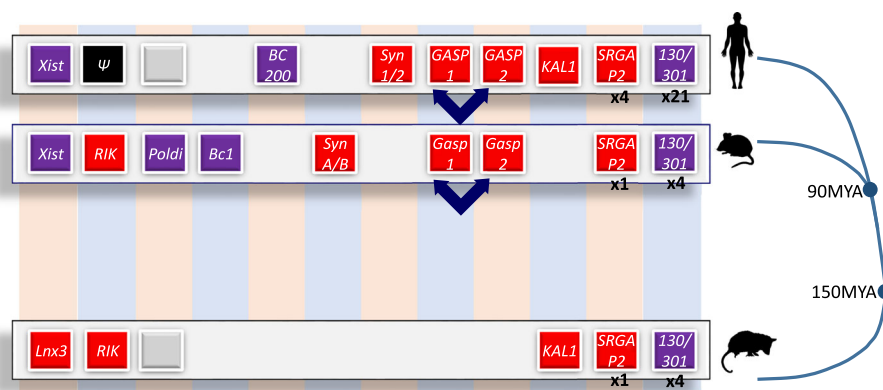 Xist Ψ BC 200 Syn 1/2 GASP 1 GASP 2 KAL1 SRGA P2 130/ 301
x4 x21
Xist RIK Poldi Bc1 Syn A/B Gasp 1 Gasp 2 SRGA P2 130/ 301
x1 x4
90MYA
150MYA
Lnx3 RIK KAL1 SRGA P2 130/ 301
x1 x4